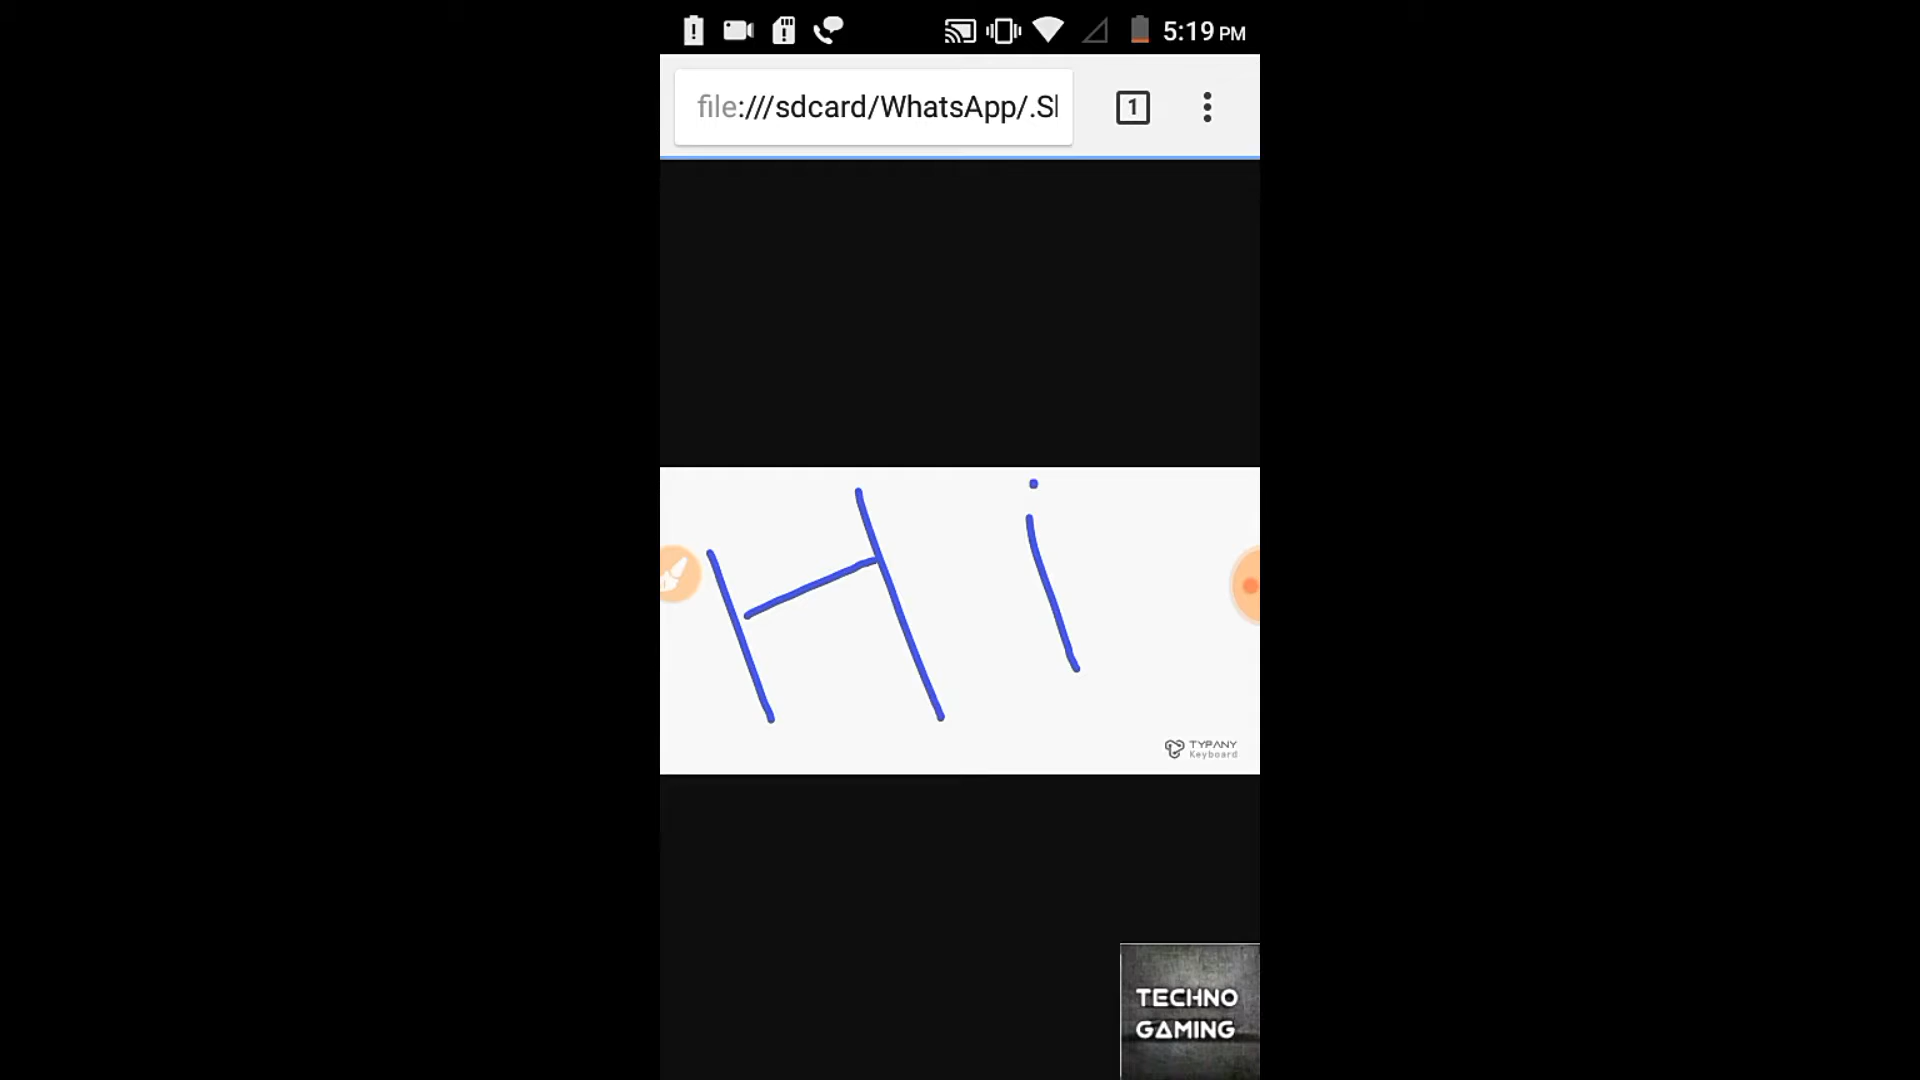 5:19 PM
file:///sdcard/WhatsApp/.Sl
1
Hi
TYPANY
Keyboard
TECHNO
GAMING